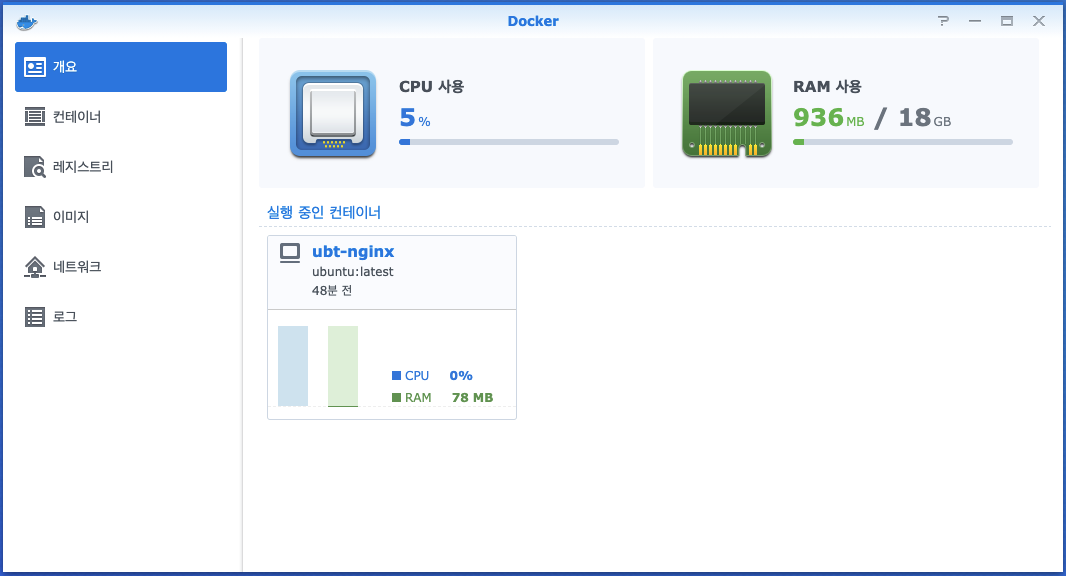 Docker
개요
컨테이너
레지스트리
이미지
네트워크
로그
CPU 사용
5 %
RAM 사용
936 MB / 18 GB
실행 중인 컨테이너
ubt-nginx
ubuntu:latest
48분 전
CPU 0%
RAM 78 MB